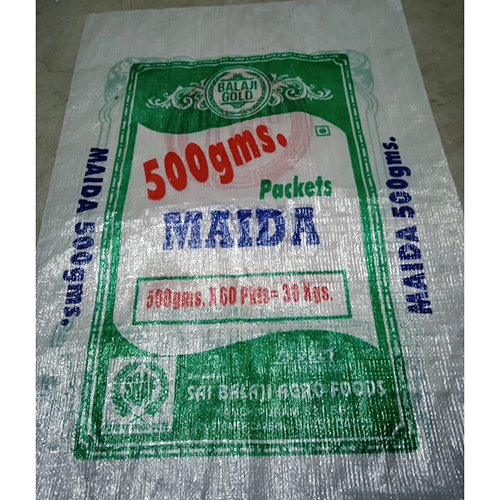 BALAJI
GOLD
500gms.
Packets
MAIDA
500gms. X 60 Pkts = 30 Kgs.
MAIDA 500gms.
MAIDA 500gms.
SRI BALAJI AGRO FOODS